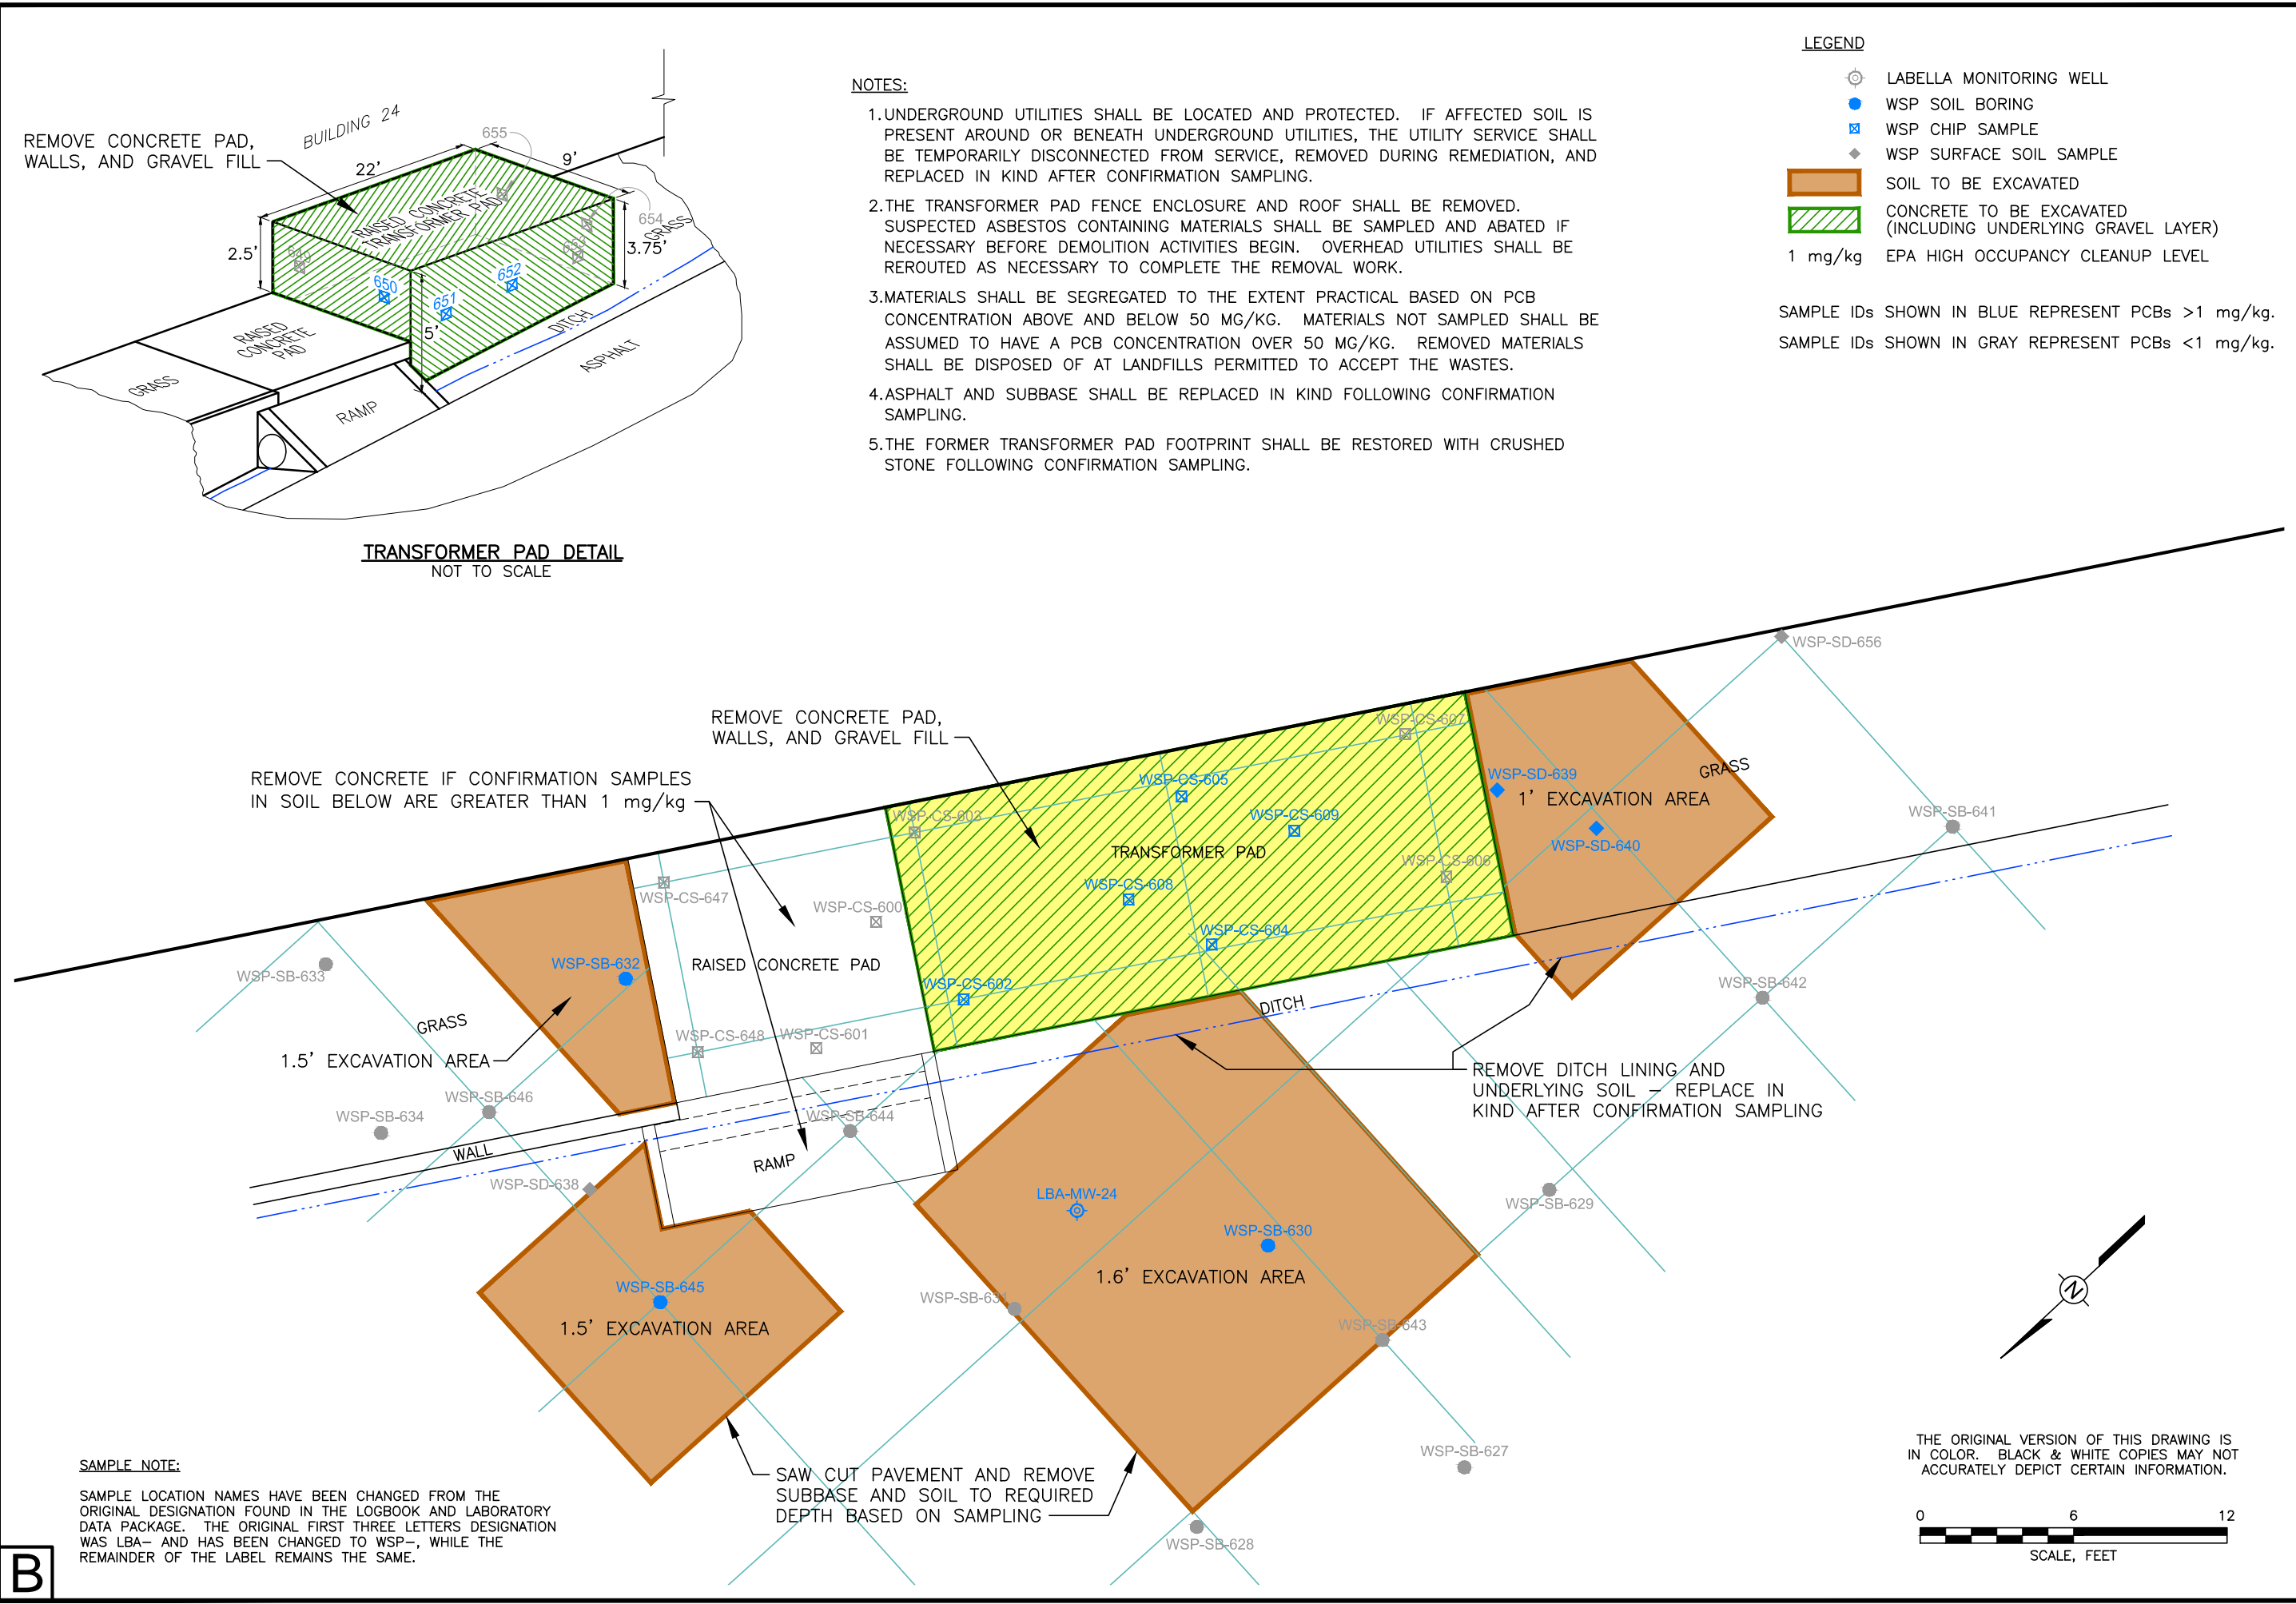 BUILDING 24
REMOVE CONCRETE PAD,
WALLS, AND GRAVEL FILL
22'
655
9'
RAISED CONCRETE
TRANSFORMER PAD
654
GRASS
2.5'
3.75'
650
651
652
5'
RAISED
CONCRETE
PAD
GRASS
RAMP
DITCH
ASPHALT
TRANSFORMER PAD DETAIL
NOT TO SCALE
NOTES:
1.UNDERGROUND UTILITIES SHALL BE LOCATED AND PROTECTED. IF AFFECTED SOIL IS
PRESENT AROUND OR BENEATH UNDERGROUND UTILITIES, THE UTILITY SERVICE SHALL
BE TEMPORARILY DISCONNECTED FROM SERVICE, REMOVED DURING REMEDIATION, AND
REPLACED IN KIND AFTER CONFIRMATION SAMPLING.
2.THE TRANSFORMER PAD FENCE ENCLOSURE AND ROOF SHALL BE REMOVED.
SUSPECTED ASBESTOS CONTAINING MATERIALS SHALL BE SAMPLED AND ABATED IF
NECESSARY BEFORE DEMOLITION ACTIVITIES BEGIN. OVERHEAD UTILITIES SHALL BE
REROUTED AS NECESSARY TO COMPLETE THE REMOVAL WORK.
3.MATERIALS SHALL BE SEGREGATED TO THE EXTENT PRACTICAL BASED ON PCB
CONCENTRATION ABOVE AND BELOW 50 MG/KG. MATERIALS NOT SAMPLED SHALL BE
ASSUMED TO HAVE A PCB CONCENTRATION OVER 50 MG/KG. REMOVED MATERIALS
SHALL BE DISPOSED OF AT LANDFILLS PERMITTED TO ACCEPT THE WASTES.
4.ASPHALT AND SUBBASE SHALL BE REPLACED IN KIND FOLLOWING CONFIRMATION
SAMPLING.
5.THE FORMER TRANSFORMER PAD FOOTPRINT SHALL BE RESTORED WITH CRUSHED
STONE FOLLOWING CONFIRMATION SAMPLING.
LEGEND
LABELLA MONITORING WELL
WSP SOIL BORING
WSP CHIP SAMPLE
WSP SURFACE SOIL SAMPLE
SOIL TO BE EXCAVATED
CONCRETE TO BE EXCAVATED
(INCLUDING UNDERLYING GRAVEL LAYER)
1 mg/kg EPA HIGH OCCUPANCY CLEANUP LEVEL
SAMPLE IDs SHOWN IN BLUE REPRESENT PCBs >1 mg/kg.
SAMPLE IDs SHOWN IN GRAY REPRESENT PCBs <1 mg/kg.
WSP-SD-656
REMOVE CONCRETE PAD,
WALLS, AND GRAVEL FILL
WSP-CS-607
REMOVE CONCRETE IF CONFIRMATION SAMPLES
IN SOIL BELOW ARE GREATER THAN 1 mg/kg
WSP-CS-605
WSP-SD-639
GRASS
1' EXCAVATION AREA
WSP-CS-603
WSP-CS-609
WSP-SB-641
TRANSFORMER PAD
WSP-CS-606
WSP-SD-640
WSP-CS-647
WSP-CS-600
WSP-CS-608
WSP-CS-604
WSP-SB-632
RAISED CONCRETE PAD
WSP-SB-633
WSP-CS-602
WSP-SB-642
DITCH
GRASS
WSP-CS-648
WSP-CS-601
1.5' EXCAVATION AREA
REMOVE DITCH LINING AND
UNDERLYING SOIL – REPLACE IN
KIND AFTER CONFIRMATION SAMPLING
WSP-SB-646
WSP-SB-634
WSP-SB-644
WALL
RAMP
WSP-SD-638
LBA-MW-24
WSP-SB-629
WSP-SB-630
1.6' EXCAVATION AREA
WSP-SB-645
WSP-SB-631
1.5' EXCAVATION AREA
WSP-SB-643
N
WSP-SB-627
SAW CUT PAVEMENT AND REMOVE
SUBBASE AND SOIL TO REQUIRED
DEPTH BASED ON SAMPLING
WSP-SB-628
SAMPLE NOTE:
SAMPLE LOCATION NAMES HAVE BEEN CHANGED FROM THE
ORIGINAL DESIGNATION FOUND IN THE LOGBOOK AND LABORATORY
DATA PACKAGE. THE ORIGINAL FIRST THREE LETTERS DESIGNATION
WAS LBA– AND HAS BEEN CHANGED TO WSP–, WHILE THE
REMAINDER OF THE LABEL REMAINS THE SAME.
THE ORIGINAL VERSION OF THIS DRAWING IS
IN COLOR. BLACK & WHITE COPIES MAY NOT
ACCURATELY DEPICT CERTAIN INFORMATION.
0 6 12
SCALE, FEET
B